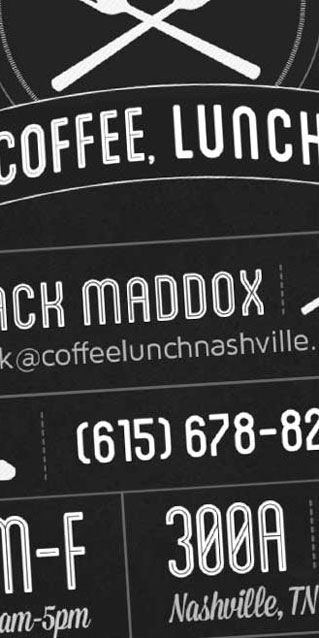 COFFEE, LUNCH
ACK MADDOX
k@coffeelunchnashville.
(615) 678-82
M-F
300A
am-5pm
Nashville, TN